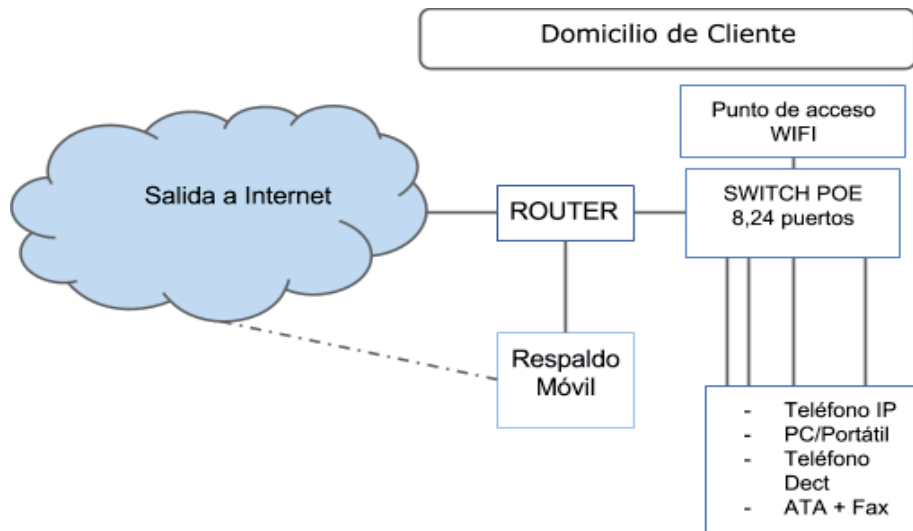 Domicilio de Cliente
Punto de acceso
WIFI
Salida a Internet
ROUTER
SWITCH POE
8,24 puertos
Respaldo
Móvil
- Teléfono IP
- PC/Portátil
- Teléfono
Dect
- ATA + Fax